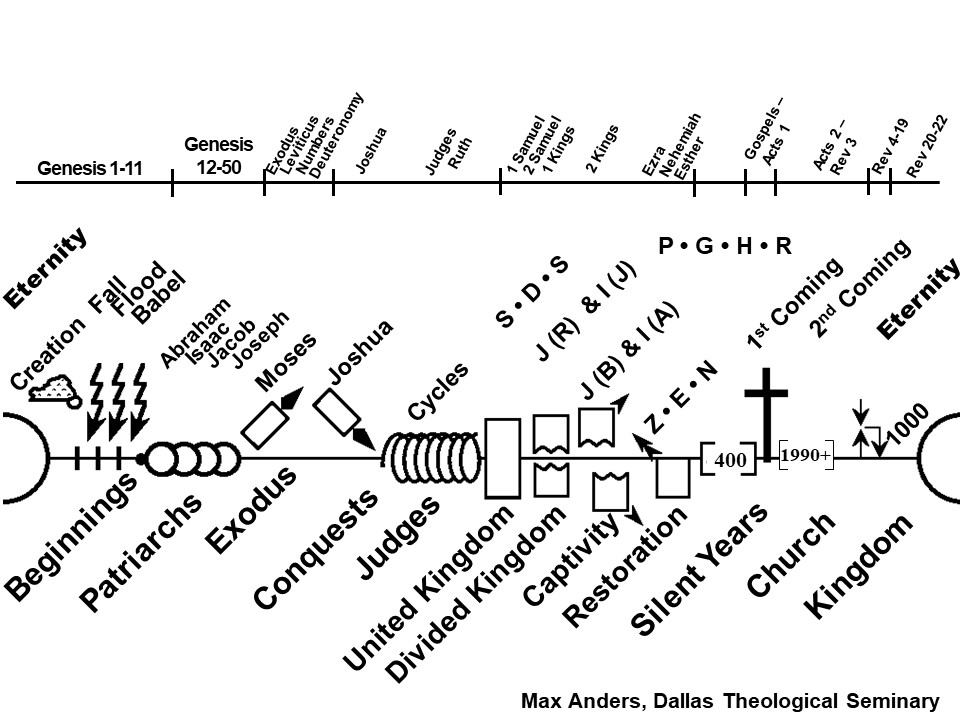 Genesis 1-11
Genesis
12-50
Exodus
Leviticus
Numbers
Deuteronomy
Joshua
Judges
Ruth
1 Samuel
2 Samuel
1 Kings
2 Kings
Ezra
Nehemiah
Esther
Gospels –
Acts 1
Acts 2 –
Rev 3
Rev 4-19
Rev 20-22
Eternity
Creation
Fall
Flood
Babel
Abraham
Isaac
Jacob
Joseph
Moses
Joshua
Cycles
S • D • S
J (R) & I (J)
J (B) & I (A)
Z • E • N
P • G • H • R
1st Coming
2nd Coming
Eternity
400
1990+
1000
Beginnings
Patriarchs
Exodus
Conquests
Judges
United Kingdom
Divided Kingdom
Captivity
Restoration
Silent Years
Church
Kingdom
Max Anders, Dallas Theological Seminary